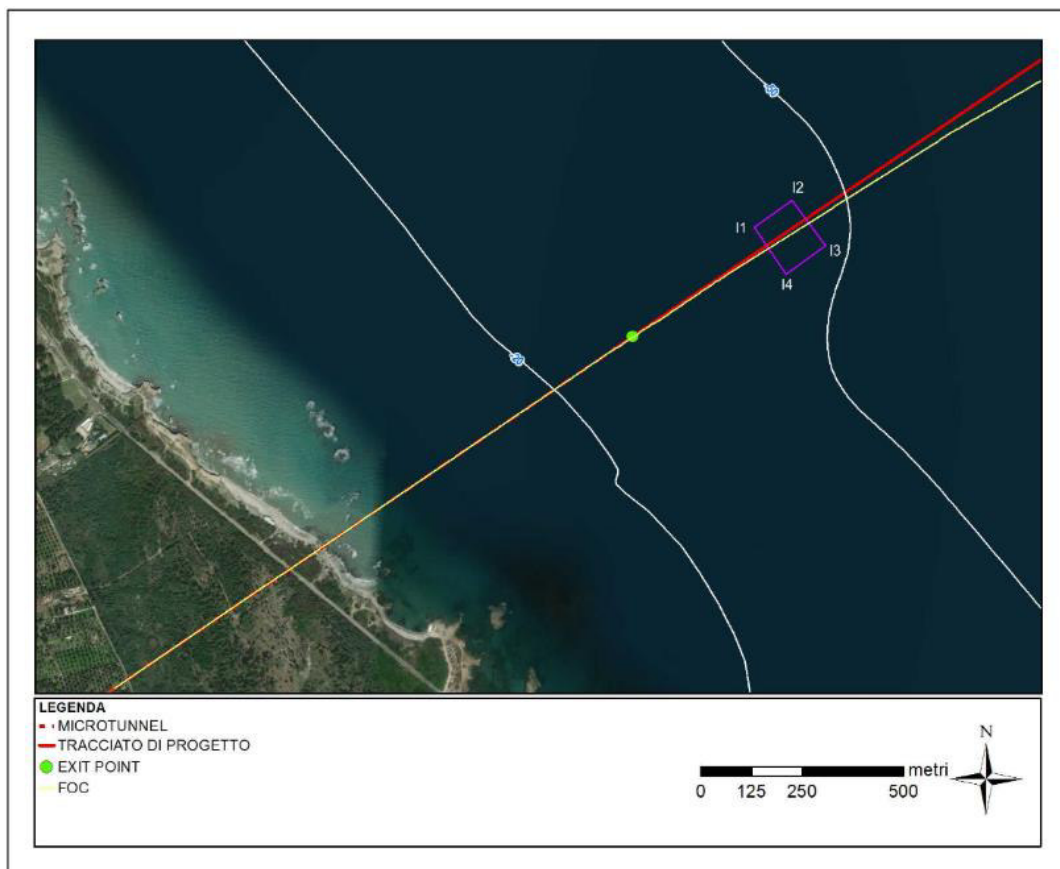 I2
I1
I3
I4
LEGENDA
MICROTUNNEL
TRACCIATO DI PROGETTO
EXIT POINT
FOC
N
metri
0 125 250 500